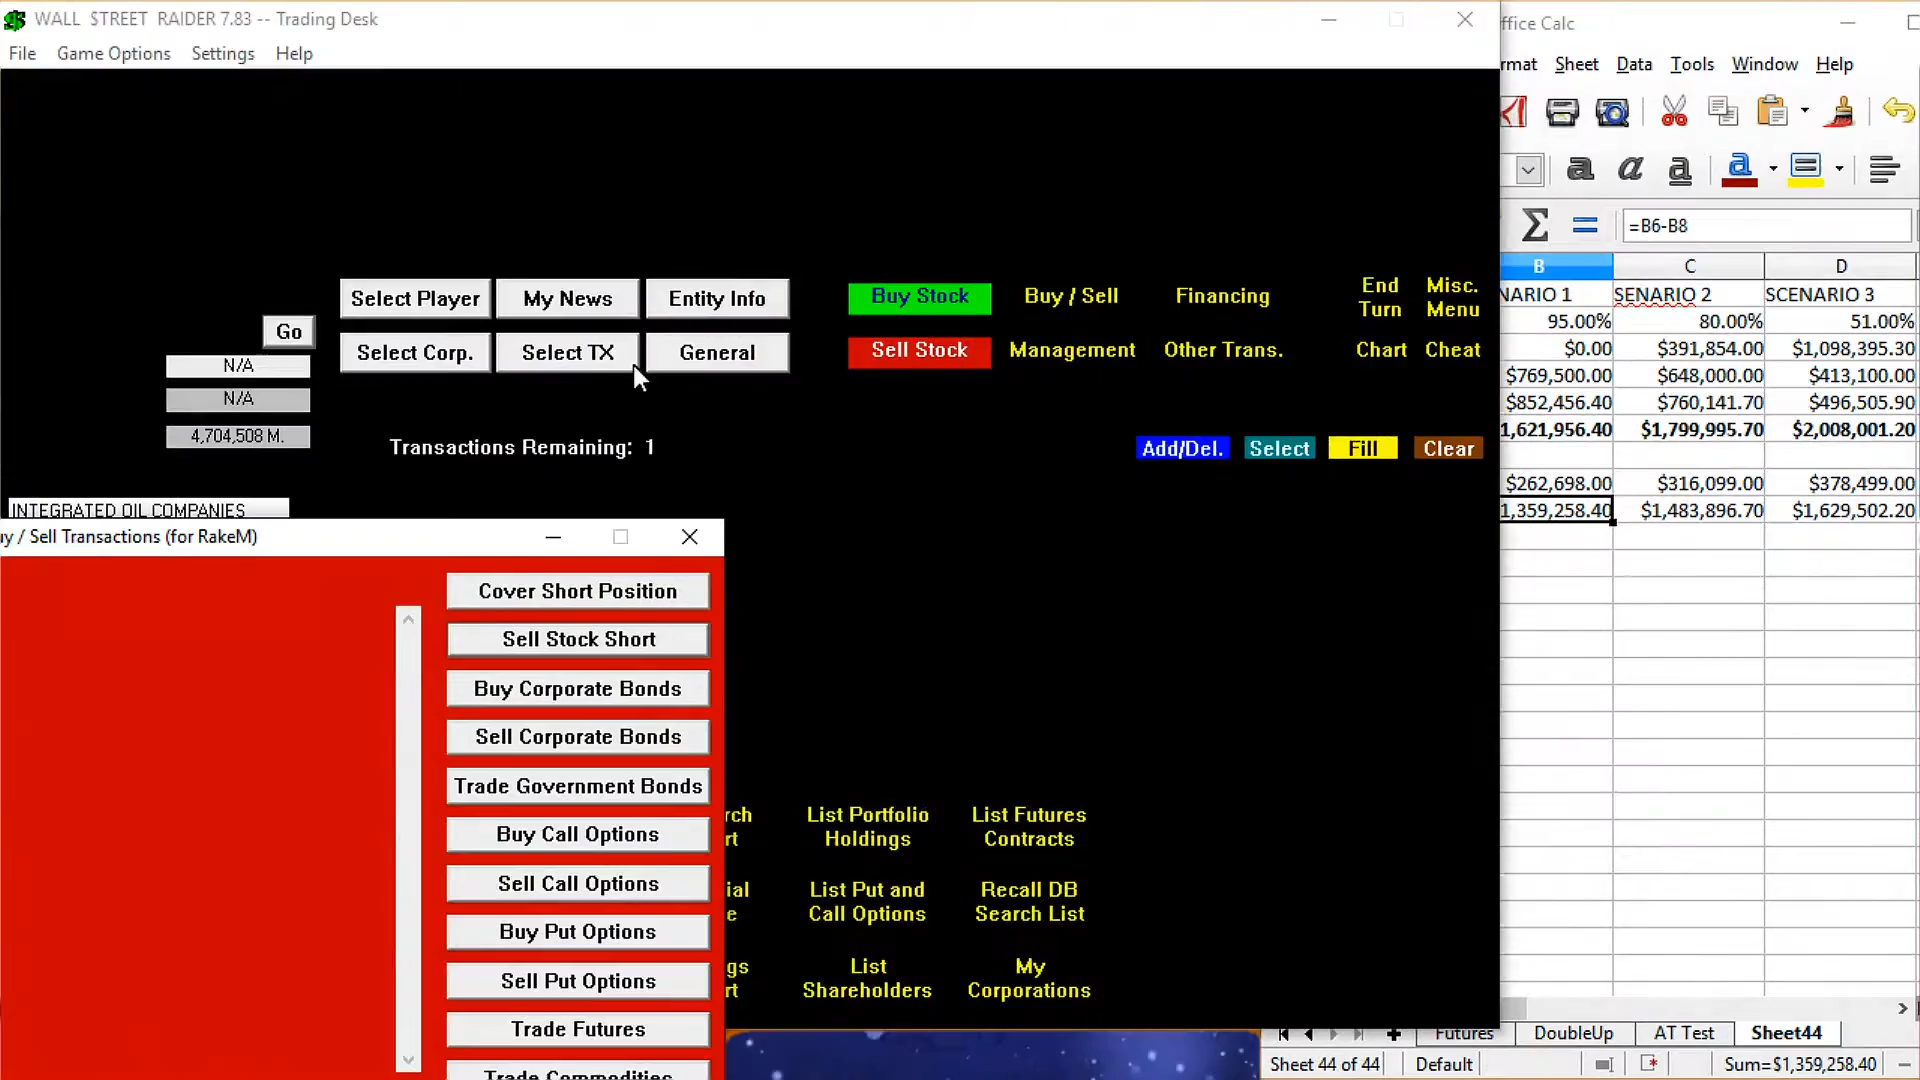 WALL $TREET RAIDER 7.83 -- Trading Desk
File Game Options Settings Help
Go
N/A
N/A
4,704,508 M.
Select Player My News Entity Info
Select Corp. Select TX General
Buy Stock Buy / Sell Financing End Turn Misc. Menu
Sell Stock Management Other Trans. Chart Cheat
Transactions Remaining: 1
Add/Del. Select Fill Clear
INTEGRATED OIL COMPANIES
y / Sell Transactions (for RakeM)
Cover Short Position
Sell Stock Short
Buy Corporate Bonds
Sell Corporate Bonds
Trade Government Bonds
Buy Call Options
Sell Call Options
Buy Put Options
Sell Put Options
Trade Futures
Trade Commodities
rch
rt
List Portfolio
Holdings
List Futures
Contracts
ial
e
List Put and
Call Options
Recall DB
Search List
gs
rt
List
Shareholders
My
Corporations
ffice Calc
rmat Sheet Data Tools Window Help
=B6-B8
B C D
NARIO 1 SENARIO 2 SCENARIO 3
95.00% 80.00% 51.00%
$0.00 $391,854.00 $1,098,395.30
$769,500.00 $648,000.00 $413,100.00
$852,456.40 $760,141.70 $496,505.90
1,621,956.40 $1,799,995.70 $2,008,001.20
$262,698.00 $316,099.00 $378,499.00
1,359,258.40 $1,483,896.70 $1,629,502.20
Futures DoubleUp AT Test Sheet44
Sheet 44 of 44 Default Sum=$1,359,258.40